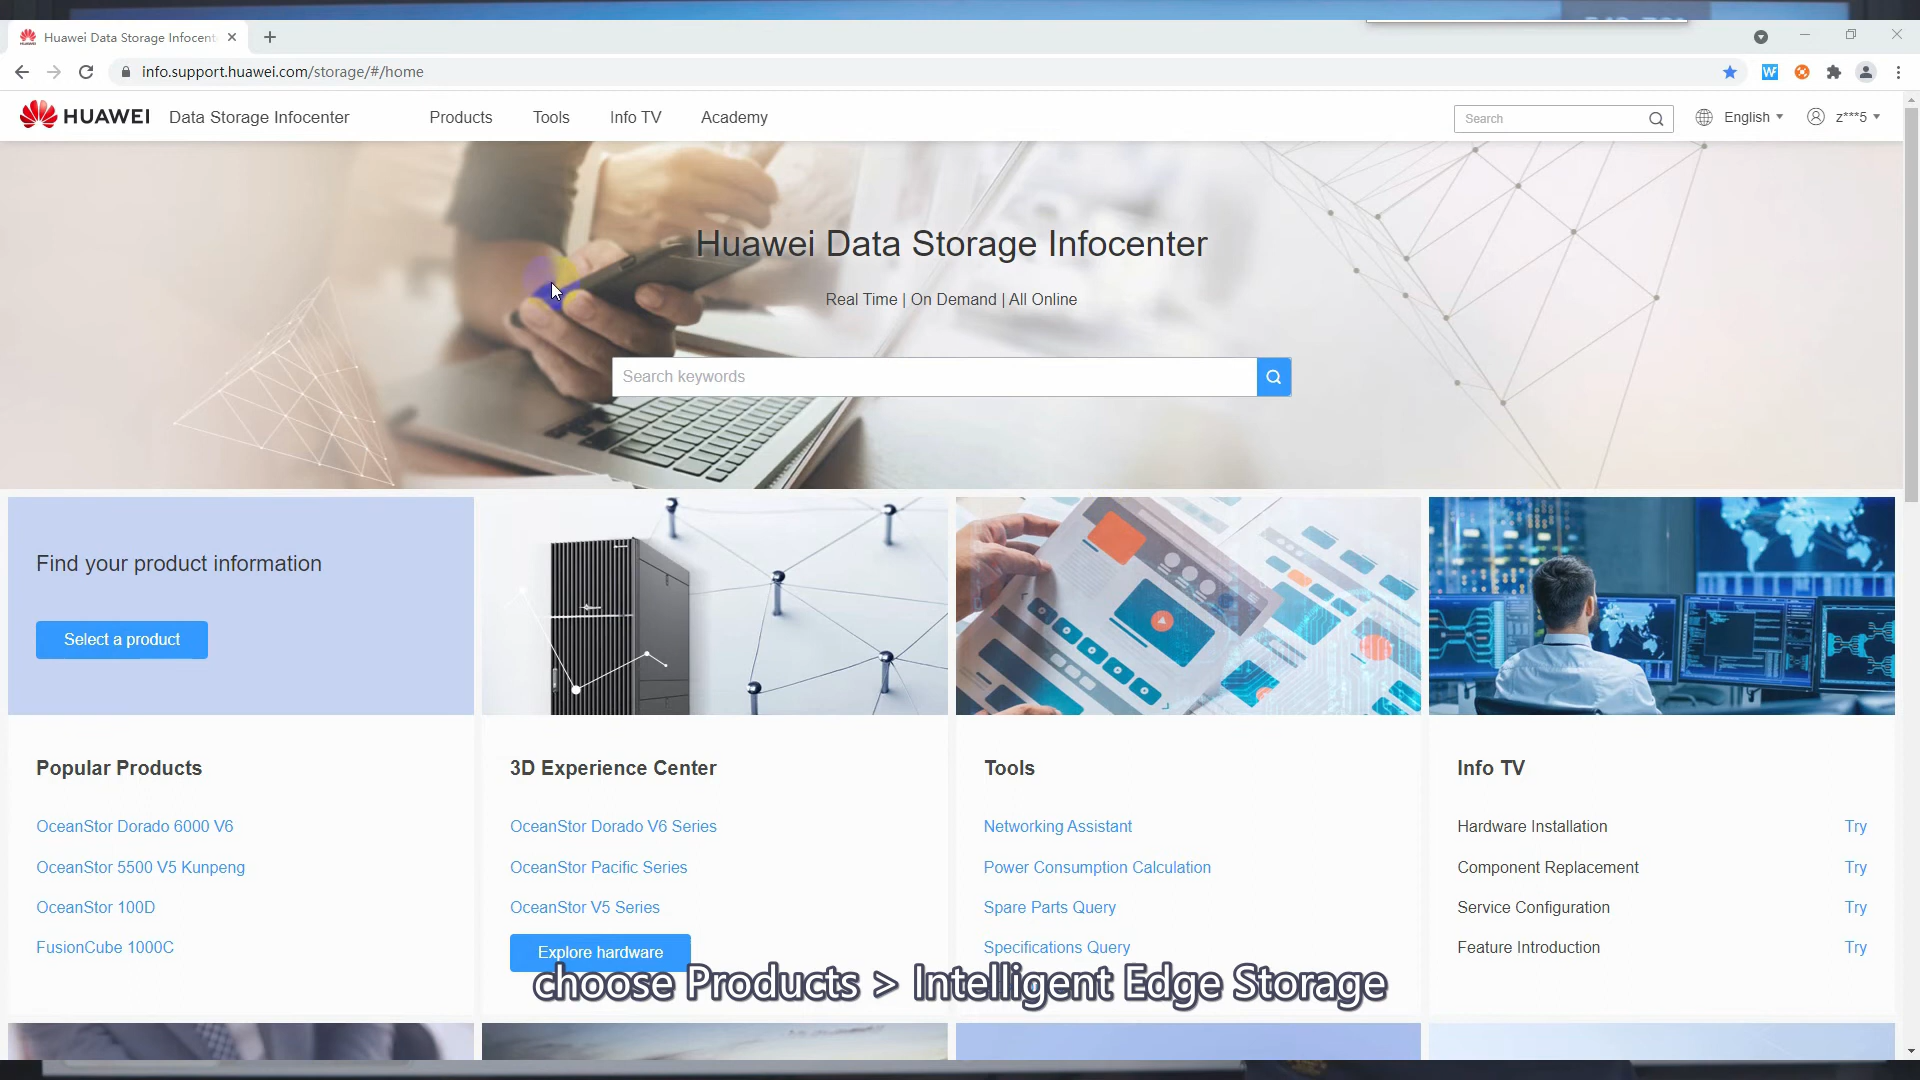 Huawei Data Storage Infocent
info.support.huawei.com/storage/#/home
HUAWEI Data Storage Infocenter Products Tools Info TV Academy Search English z***5
Huawei Data Storage Infocenter
Real Time | On Demand | All Online
Search keywords
Find your product information
Select a product
Popular Products
OceanStor Dorado 6000 V6
OceanStor 5500 V5 Kunpeng
OceanStor 100D
FusionCube 1000C
3D Experience Center
OceanStor Dorado V6 Series
OceanStor Pacific Series
OceanStor V5 Series
Explore hardware
Tools
Networking Assistant
Power Consumption Calculation
Spare Parts Query
Specifications Query
Info TV
Hardware Installation Try
Component Replacement Try
Service Configuration Try
Feature Introduction Try
choose Products > Intelligent Edge Storage